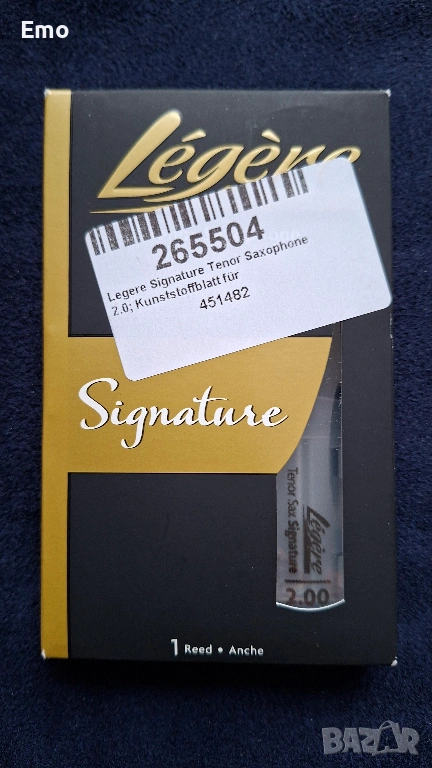 Emo
Légère
265504
Legere Signature Tenor Saxophone
2.0; Kunststoffblatt für
451482
Signature
Légère
Tenor Sax Signature
2.00
1 Reed • Anche
BAZAR